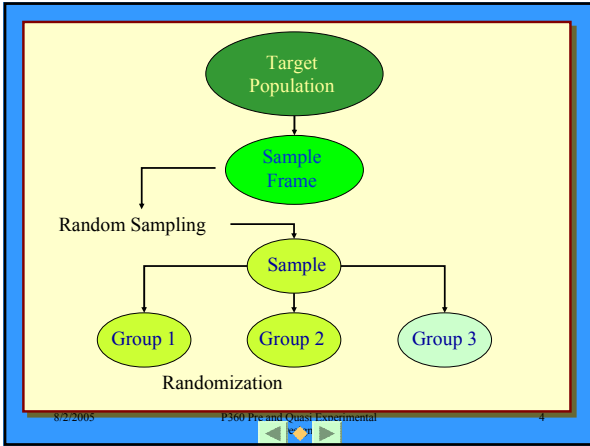 Target
Population
Sample
Frame
Random Sampling
Sample
Group 1
Group 2
Group 3
Randomization
8/2/2005
P360 Pre and Quasi Experimental
4